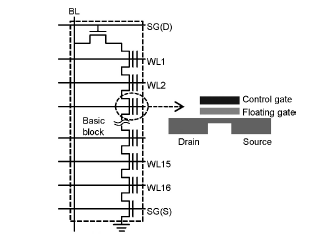 BL
SG(D)
WL1
WL2
Control gate
Floating gate
Basic
block
Drain
Source
WL15
WL16
SG(S)